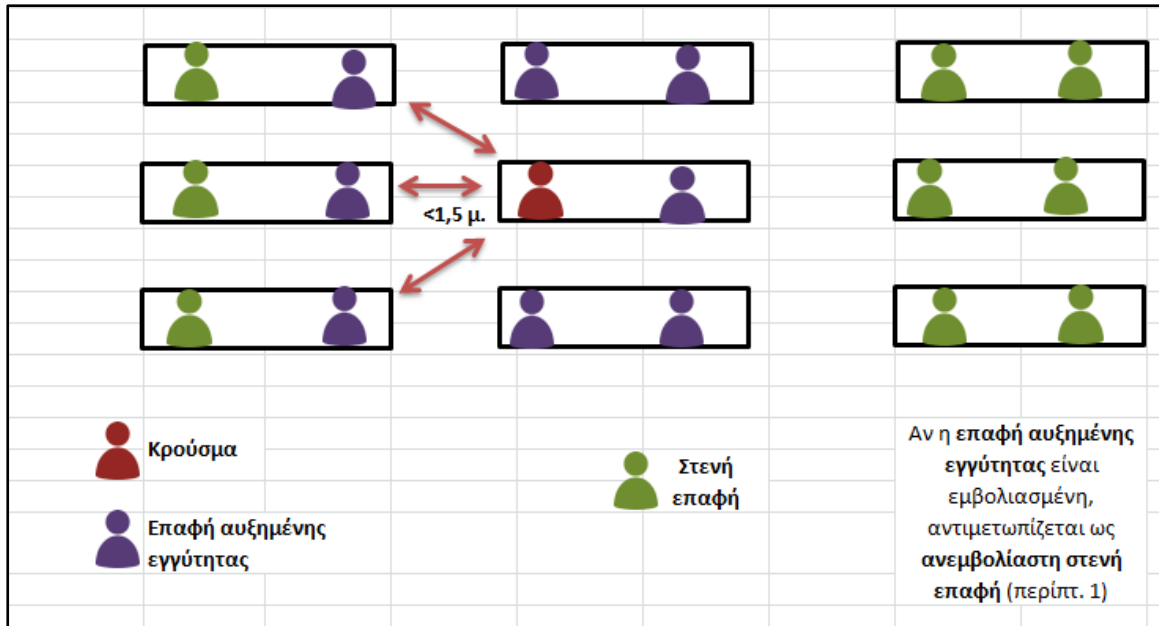 <1,5 μ.
Κρούσμα
Επαφή αυξημένης
εγγύτητας
Στενή
επαφή
Αν η επαφή αυξημένης
εγγύτητας είναι
εμβολιασμένη,
αντιμετωπίζεται ως
ανεμβολίαστη στενή
επαφή (περίπτ. 1)